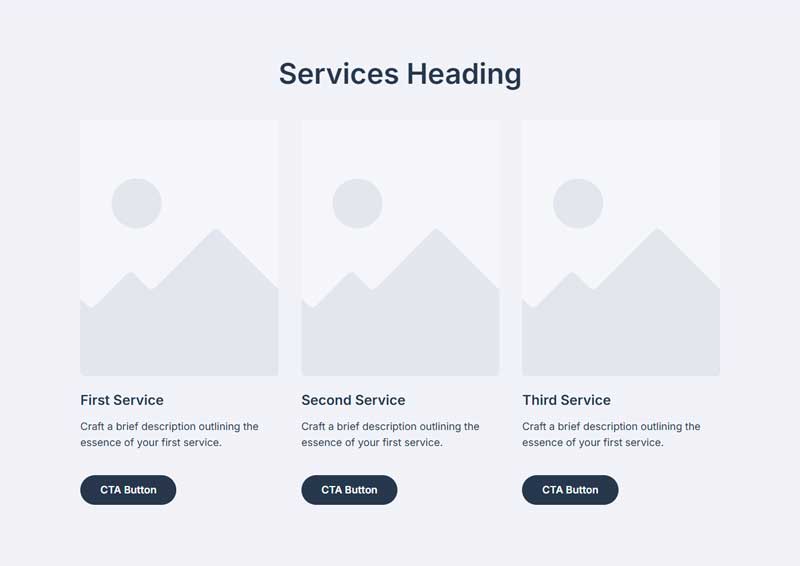 Services Heading
First Service
Craft a brief description outlining the
essence of your first service.
CTA Button
Second Service
Craft a brief description outlining the
essence of your first service.
CTA Button
Third Service
Craft a brief description outlining the
essence of your first service.
CTA Button